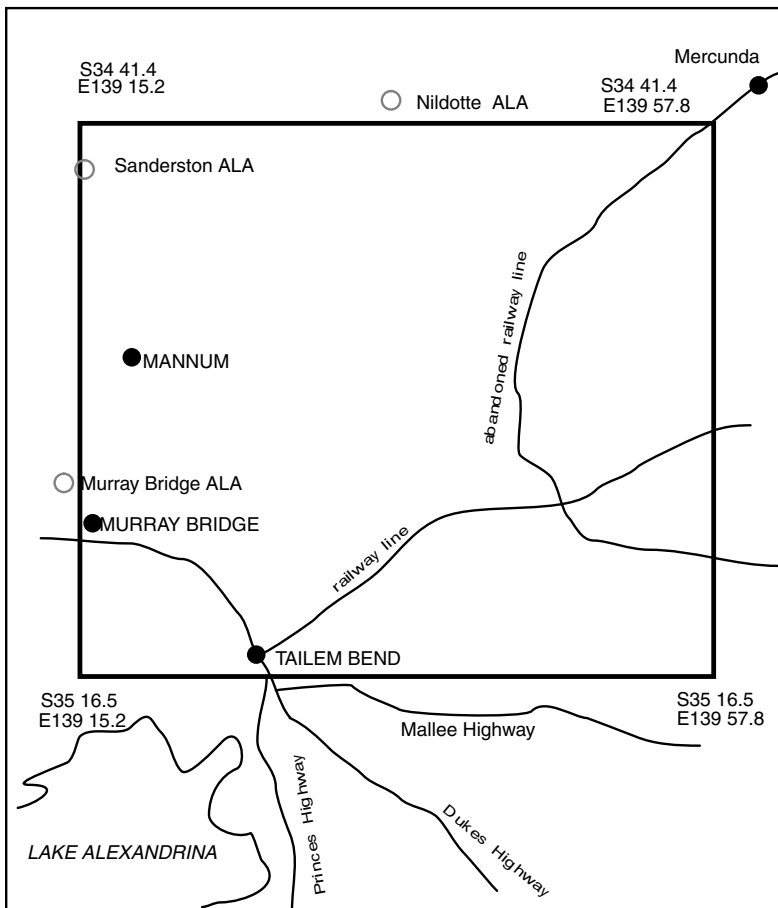 Mercunda
S34 41.4
E139 15.2
S34 41.4
E139 57.8
Nildotte ALA
Sanderston ALA
abandoned railway line
MANNUM
Murray Bridge ALA
MURRAY BRIDGE
railway line
TAILEM BEND
S35 16.5
E139 15.2
S35 16.5
E139 57.8
Mallee Highway
Princes Highway
Dukes Highway
LAKE ALEXANDRINA